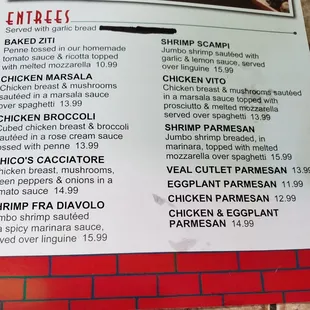 ENTREES
Served with garlic bread
BAKED ZITI
Penne tossed in our homemade
tomato sauce & ricotta topped
with melted mozzarella 10.99
CHICKEN MARSALA
Chicken breast & mushrooms
sautéed in a marsala sauce
over spaghetti 13.99
CHICKEN BROCCOLI
Cubed chicken breast & broccoli
sautéed in a rose cream sauce
tossed with penne 13.99
HICO'S CACCIATORE
hicken breast, mushrooms,
een peppers & onions in a
mato sauce 14.99
HRIMP FRA DIAVOLO
umbo shrimp sautéed
a spicy marinara sauce,
rved over linguine 15.99
SHRIMP SCAMPI
Jumbo shrimp sautéed with
garlic & lemon sauce, served
over linguine 15.99
CHICKEN VITO
Chicken breast & mushrooms sautéed
in a marsala sauce topped with
prosciutto & melted mozzarella
served over spaghetti 13.99
SHRIMP PARMESAN
Jumbo shrimp breaded, in
marinara, topped with melted
mozzarella over spaghetti 15.99
VEAL CUTLET PARMESAN 13.9
EGGPLANT PARMESAN 11.99
CHICKEN PARMESAN 12.99
CHICKEN & EGGPLANT
PARMESAN 14.99